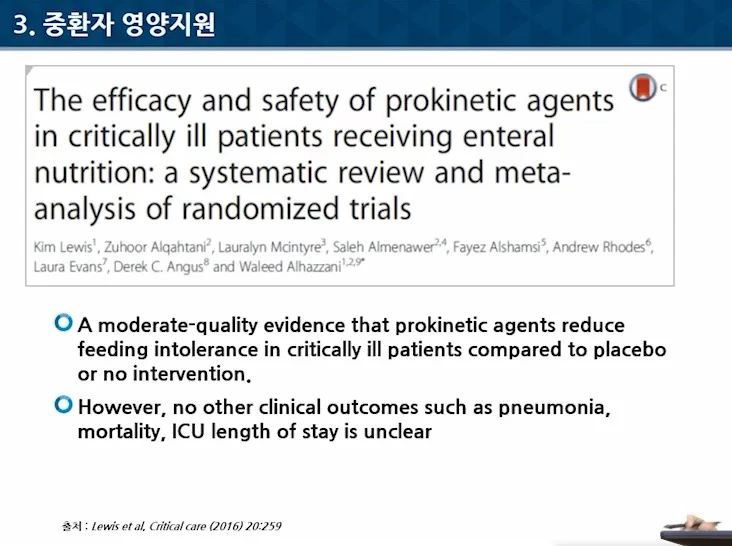 3. 중환자 영양지원
The efficacy and safety of prokinetic agents
in critically ill patients receiving enteral
nutrition: a systematic review and meta-
analysis of randomized trials
C
Kim Lewis1, Zuhoor Alqahtani2, Lauralyn Mcintyre3, Saleh Almenawer2,4, Fayez Alshamsi5, Andrew Rhodes6,
Laura Evans7, Derek C. Angus8 and Waleed Alhazzani1,2,9*
A moderate-quality evidence that prokinetic agents reduce
feeding intolerance in critically ill patients compared to placebo
or no intervention.
However, no other clinical outcomes such as pneumonia,
mortality, ICU length of stay is unclear
출처 : Lewis et al, Critical care (2016) 20:259